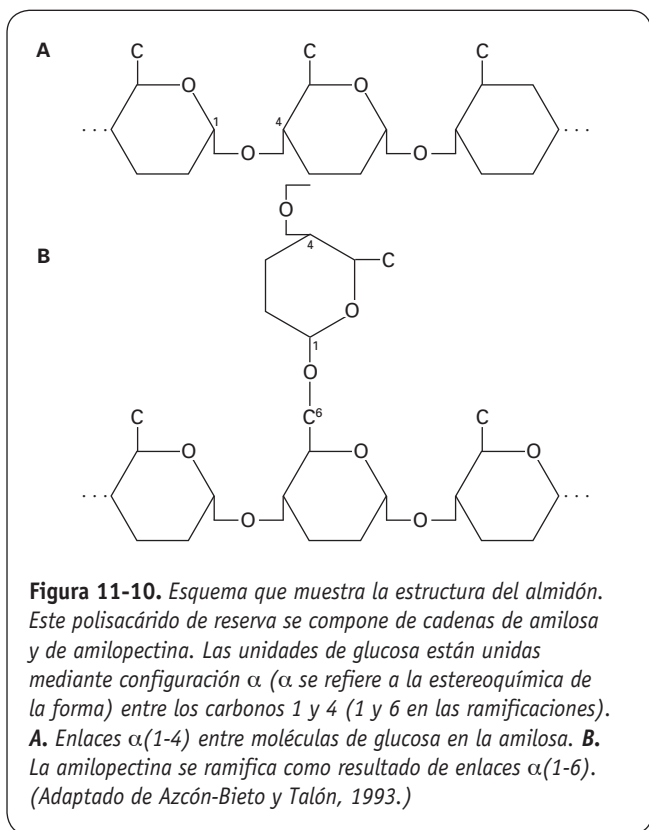 A
C C C
O O
1 4
· · · O O · · ·
O
B
4
C
O
1
O
C6
C C
O O O
· · · O O · · ·
Figura 11-10. Esquema que muestra la estructura del almidón.
Este polisacárido de reserva se compone de cadenas de amilosa
y de amilopectina. Las unidades de glucosa están unidas
mediante configuración α (α se refiere a la estereoquímica de
la forma) entre los carbonos 1 y 4 (1 y 6 en las ramificaciones).
A. Enlaces α(1-4) entre moléculas de glucosa en la amilosa. B.
La amilopectina se ramifica como resultado de enlaces α(1-6).
(Adaptado de Azcón-Bieto y Talón, 1993.)